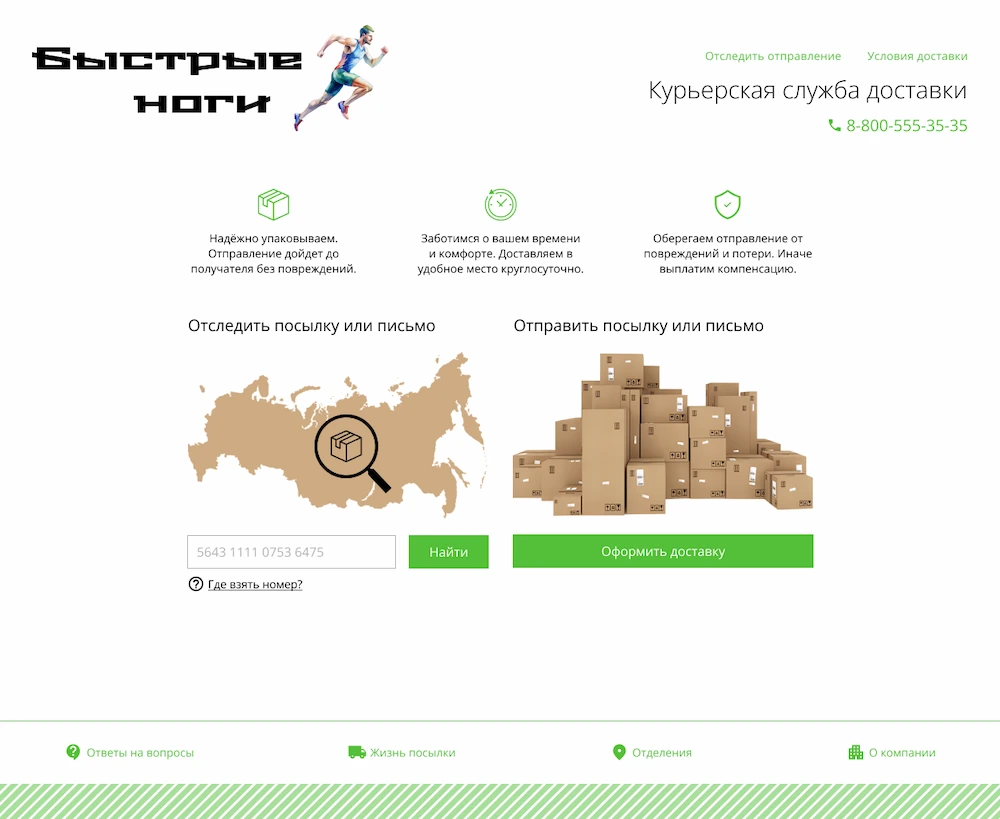 Быстрые
ноги
Отследить отправление
Условия доставки
Курьерская служба доставки
8-800-555-35-35
Надёжно упаковываем.
Отправление дойдет до
получателя без повреждений.
Заботимся о вашем времени
и комфорте. Доставляем в
удобное место круглосуточно.
Оберегаем отправление от
повреждений и потери. Иначе
выплатим компенсацию.
Отследить посылку или письмо
Отправить посылку или письмо
5643 1111 0753 6475
Найти
Оформить доставку
Где взять номер?
Ответы на вопросы
Жизнь посылки
Отделения
О компании